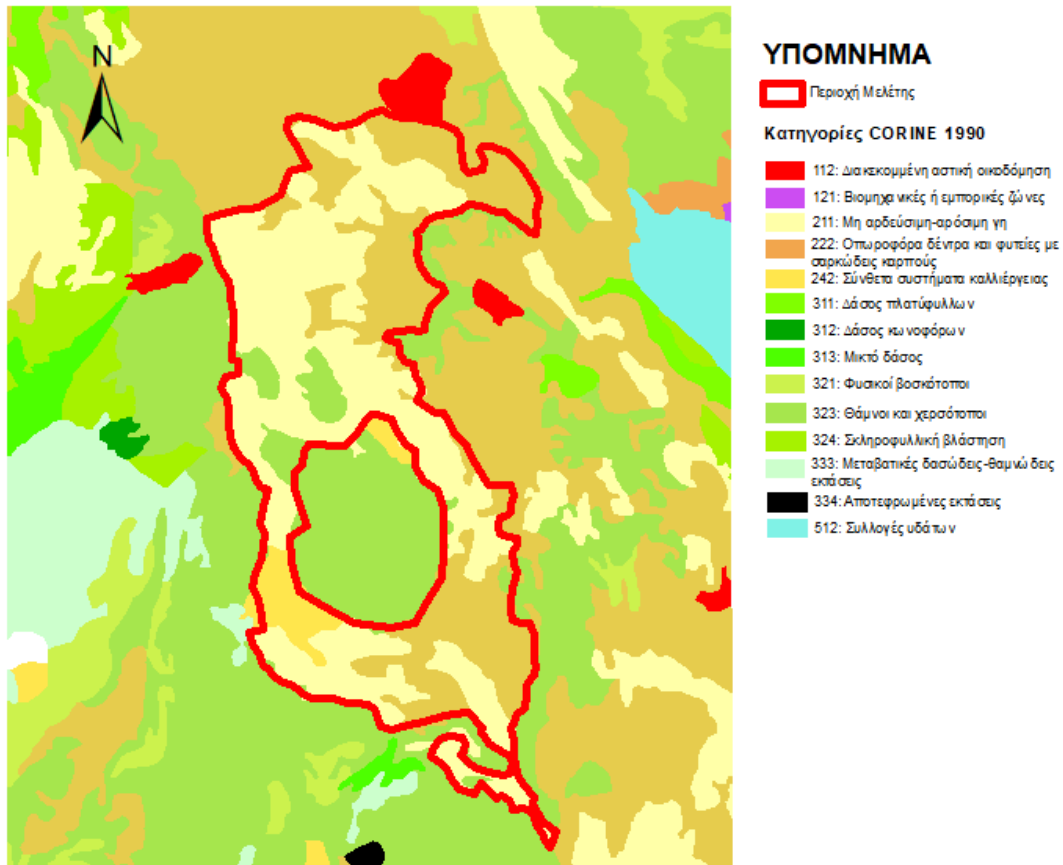 N
ΥΠΟΜΝΗΜΑ
Περιοχή Μελέτης
Κατηγορίες CORINE 1990
112: Διακεκομμένη αστική οικοδόμηση
121: Βιομηχανικές ή εμπορικές ζώνες
211: Μη αρδεύσιμη-αρόσιμη γη
222: Οπωροφόρα δέντρα και φυτείες με
σαρκώδεις καρπούς
242: Σύνθετα συστήματα καλλιέργειας
311: Δάσος πλατύφυλλων
312: Δάσος κωνοφόρων
313: Μικτό δάσος
321: Φυσικοί βοσκότοποι
323: Θάμνοι και χερσότοποι
324: Σκληροφυλλική βλάστηση
333: Μεταβατικές δασώδεις-θαμνώδεις
εκτάσεις
334: Αποτεφρωμένες εκτάσεις
512: Συλλογές υδάτων